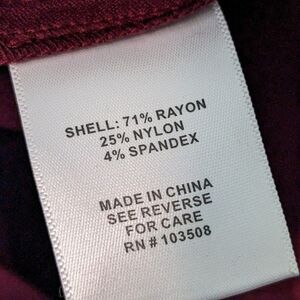 SHELL: 71% RAYON
25% NYLON
4% SPANDEX
MADE IN CHINA
SEE REVERSE
FOR CARE
RN # 103508